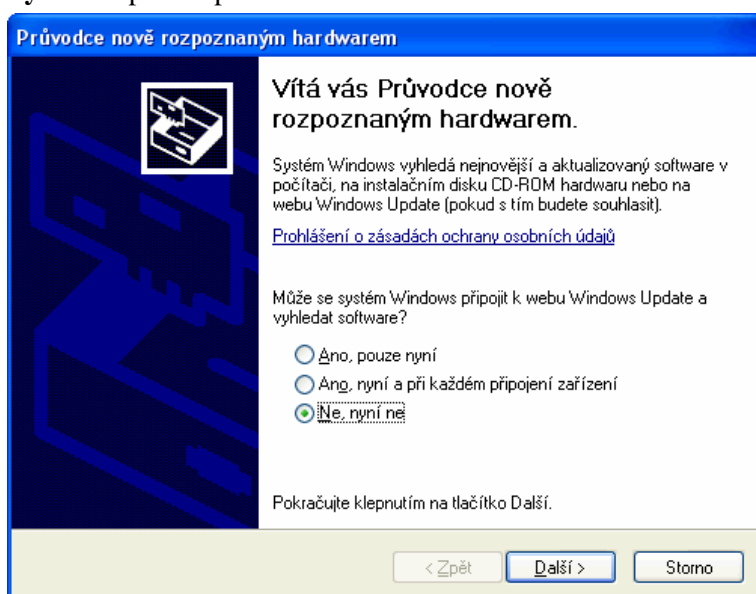 Průvodce nově rozpoznaným hardwarem
Vítá vás Průvodce nově
rozpoznaným hardwarem.
Systém Windows vyhledá nejnovější a aktualizovaný software v
počítači, na instalačním disku CD-ROM hardwaru nebo na
webu Windows Update (pokud s tím budete souhlasit).
Prohlášení o zásadách ochrany osobních údajů
Může se systém Windows připojit k webu Windows Update a
vyhledat software?
Ano, pouze nyní
Ano, nyní a při každém připojení zařízení
Ne, nyní ne
Pokračujte klepnutím na tlačítko Další.
< Zpět
Další >
Storno